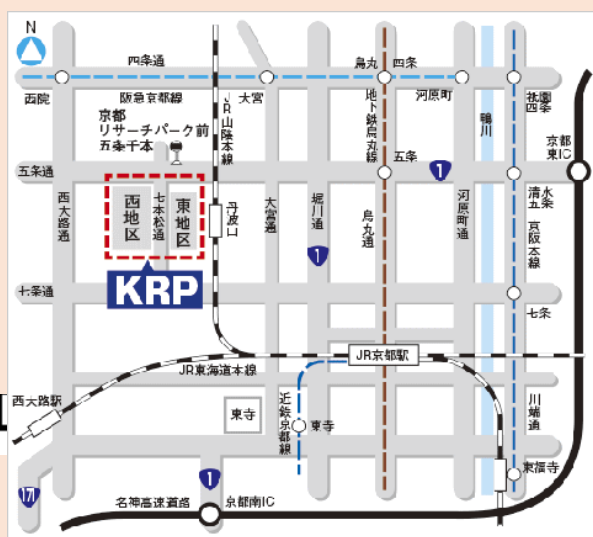 N
四条通
烏丸
四条
西院
阪急京都線
大宮
河原町
祇園
四条
京都
リサーチパーク前
五条千本
JR山陰本線
地下鉄烏丸線
鴨川
京都
東IC
五条通
五条
1
清水
五条
西大路通
西地区
七本松通
東地区
丹波口
大宮通
堀川通
烏丸通
河原町通
京阪本線
1
KRP
七条通
七条
JR京都駅
JR東海道本線
西大路駅
東寺
近鉄京都線
東寺
川端通
東福寺
171
1
名神高速道路
京都南IC